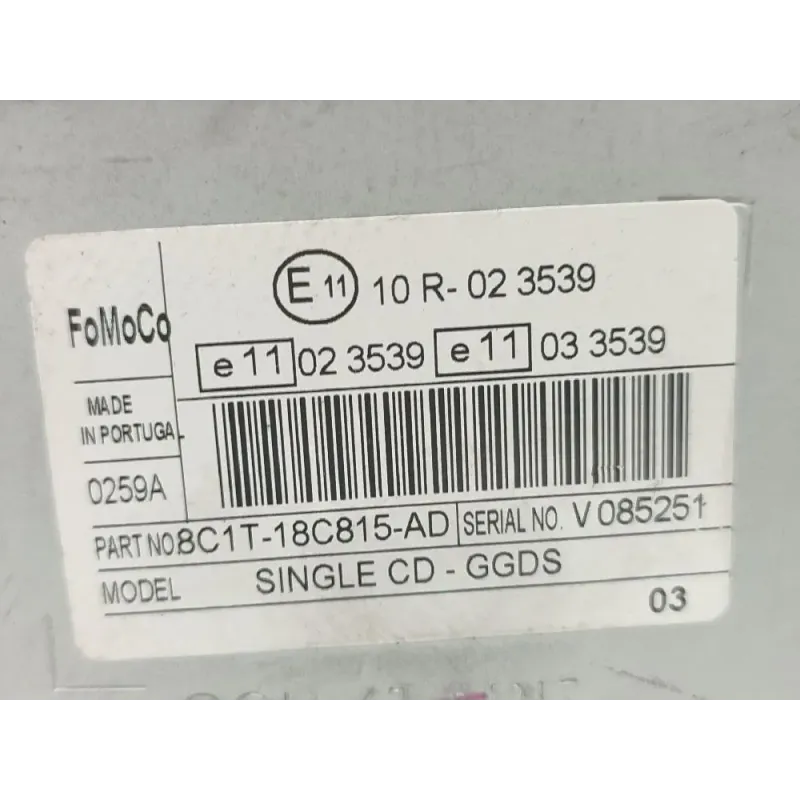 E 11 10 R- 02 3539
FoMoCo
e 11 02 3539 e 11 03 3539
MADE
IN PORTUGAL
0259A
PART NO 8C1T-18C815-AD SERIAL NO. V 085251
MODEL SINGLE CD - GGDS
03